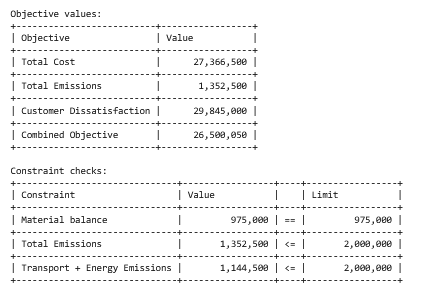 Objective values:
+---------------------------+----------------+
| Objective | Value |
+---------------------------+----------------+
| Total Cost | 27,366,500 |
+---------------------------+----------------+
| Total Emissions | 1,352,500 |
+---------------------------+----------------+
| Customer Dissatisfaction | 29,845,000 |
+---------------------------+----------------+
| Combined Objective | 26,500,050 |
+---------------------------+----------------+
Constraint checks:
+-------------------------------+----------------+----+----------------+
| Constraint | Value | | Limit |
+-------------------------------+----------------+----+----------------+
| Material balance | 975,000 | == | 975,000 |
+-------------------------------+----------------+----+----------------+
| Total Emissions | 1,352,500 | <= | 2,000,000 |
+-------------------------------+----------------+----+----------------+
| Transport + Energy Emissions | 1,144,500 | <= | 2,000,000 |
+-------------------------------+----------------+----+----------------+